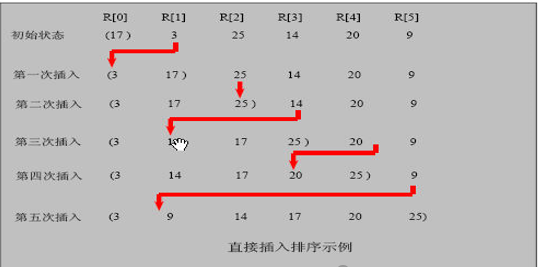 R[0] R[1] R[2] R[3] R[4] R[5]
初始状态 (17) 3 25 14 20 9
第一次插入 (3 17) 25 14 20 9
第二次插入 (3 17 25) 14 20 9
第三次插入 (3 17 25) 20 9
第四次插入 (3 14 17 20 25) 9
第五次插入 (3 9 14 17 20 25)
直接插入排序示例